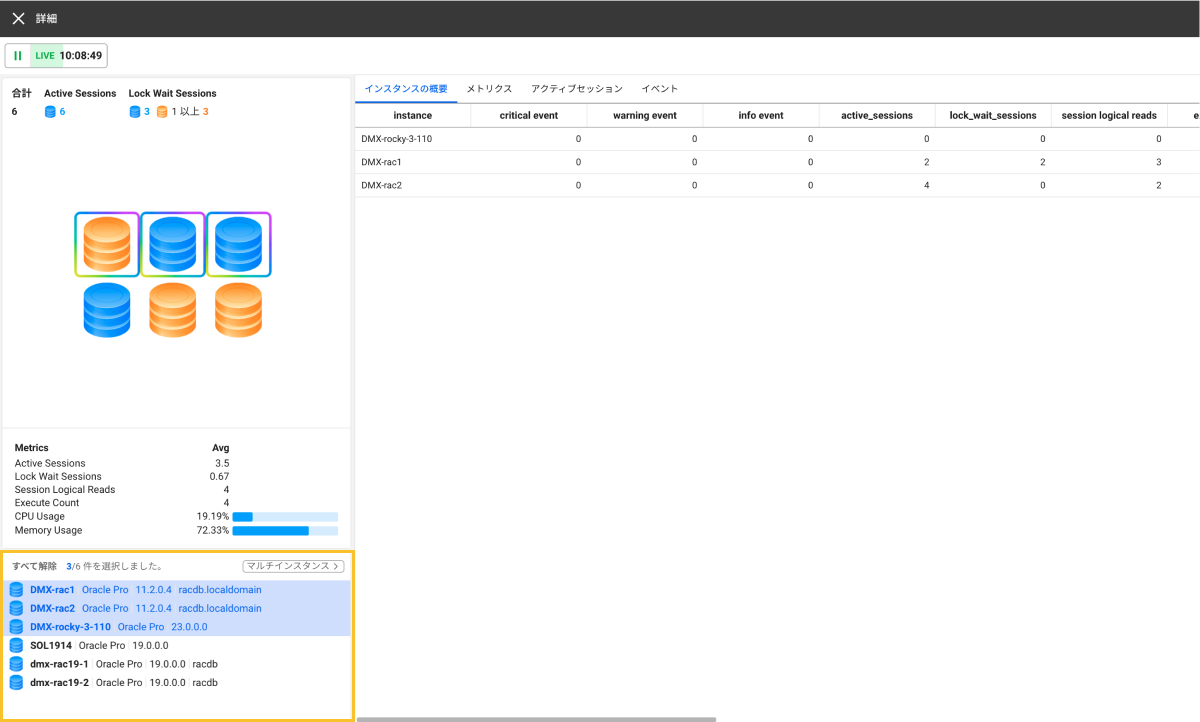 詳細
LIVE 10:08:49
合計 Active Sessions Lock Wait Sessions
6 6 3 1 以上 3
Metrics Avg
Active Sessions 3.5
Lock Wait Sessions 0.67
Session Logical Reads 4
Execute Count 4
CPU Usage 19.19%
Memory Usage 72.33%
すべて解除 3/6 件を選択しました。 マルチインスタンス
DMX-rac1 Oracle Pro 11.2.0.4 racdb.localdomain
DMX-rac2 Oracle Pro 11.2.0.4 racdb.localdomain
DMX-rocky-3-110 Oracle Pro 23.0.0.0
SOL1914 Oracle Pro 19.0.0.0
dmx-rac19-1 Oracle Pro 19.0.0.0 racdb
dmx-rac19-2 Oracle Pro 19.0.0.0 racdb
インスタンスの概要 メトリクス アクティブセッション イベント
instance critical event warning event info event active_sessions lock_wait_sessions session logical reads e
DMX-rocky-3-110 0 0 0 0 0 0
DMX-rac1 0 0 0 2 2 3
DMX-rac2 0 0 0 4 0 2